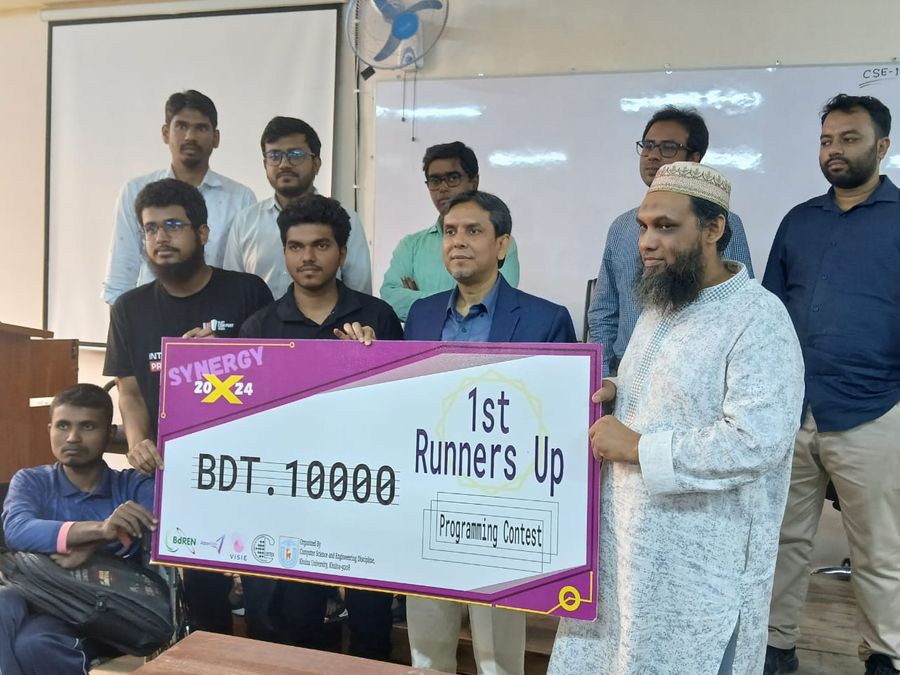 CSE-1
SYNERGY
20X24
BDT.10000
1st
Runners Up
Programming Contest
BdREN
VISIE
Organized By
Computer Science and Engineering Discipline,
Khulna University, Khulna-9208